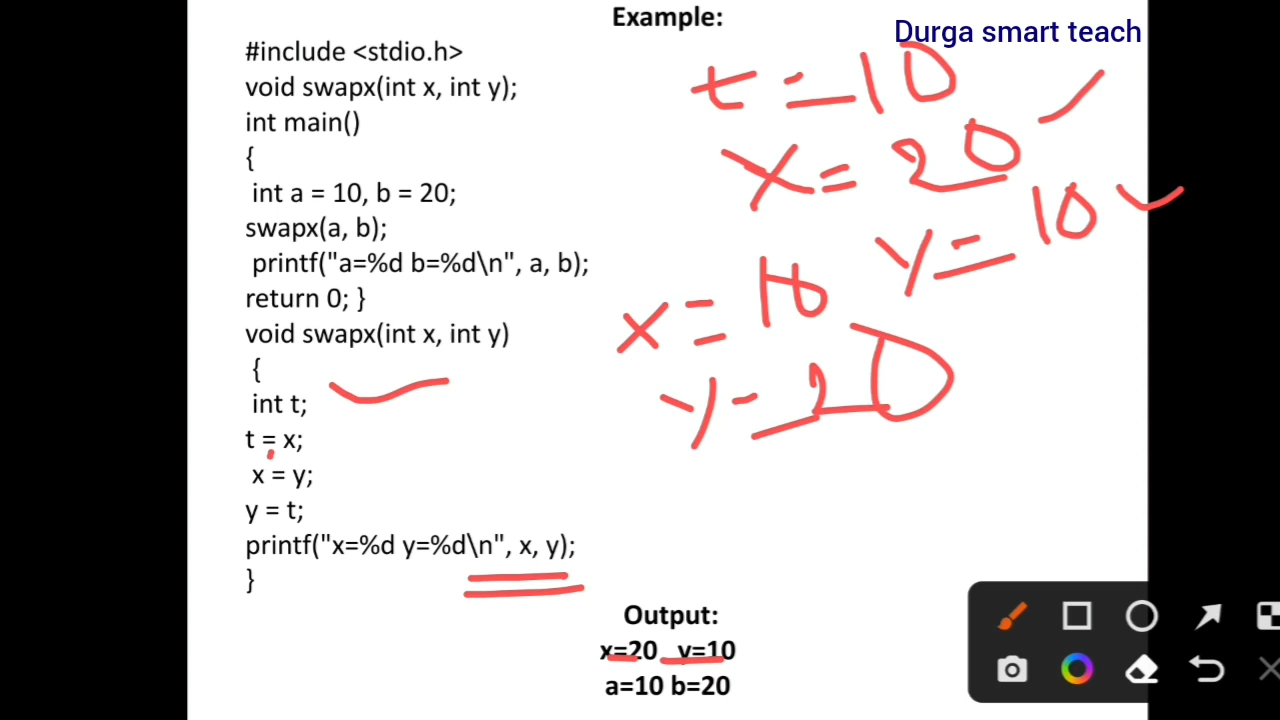 Example:
Durga smart teach
#include <stdio.h>
void swapx(int x, int y);
int main()
{
int a = 10, b = 20;
swapx(a, b);
printf("a=%d b=%d\n", a, b);
return 0; }
void swapx(int x, int y)
{
int t;
t = x;
x = y;
y = t;
printf("x=%d y=%d\n", x, y);
}
t=10
x=20
y=10
x=10
y=20
Output:
x=20 y=10
a=10 b=20